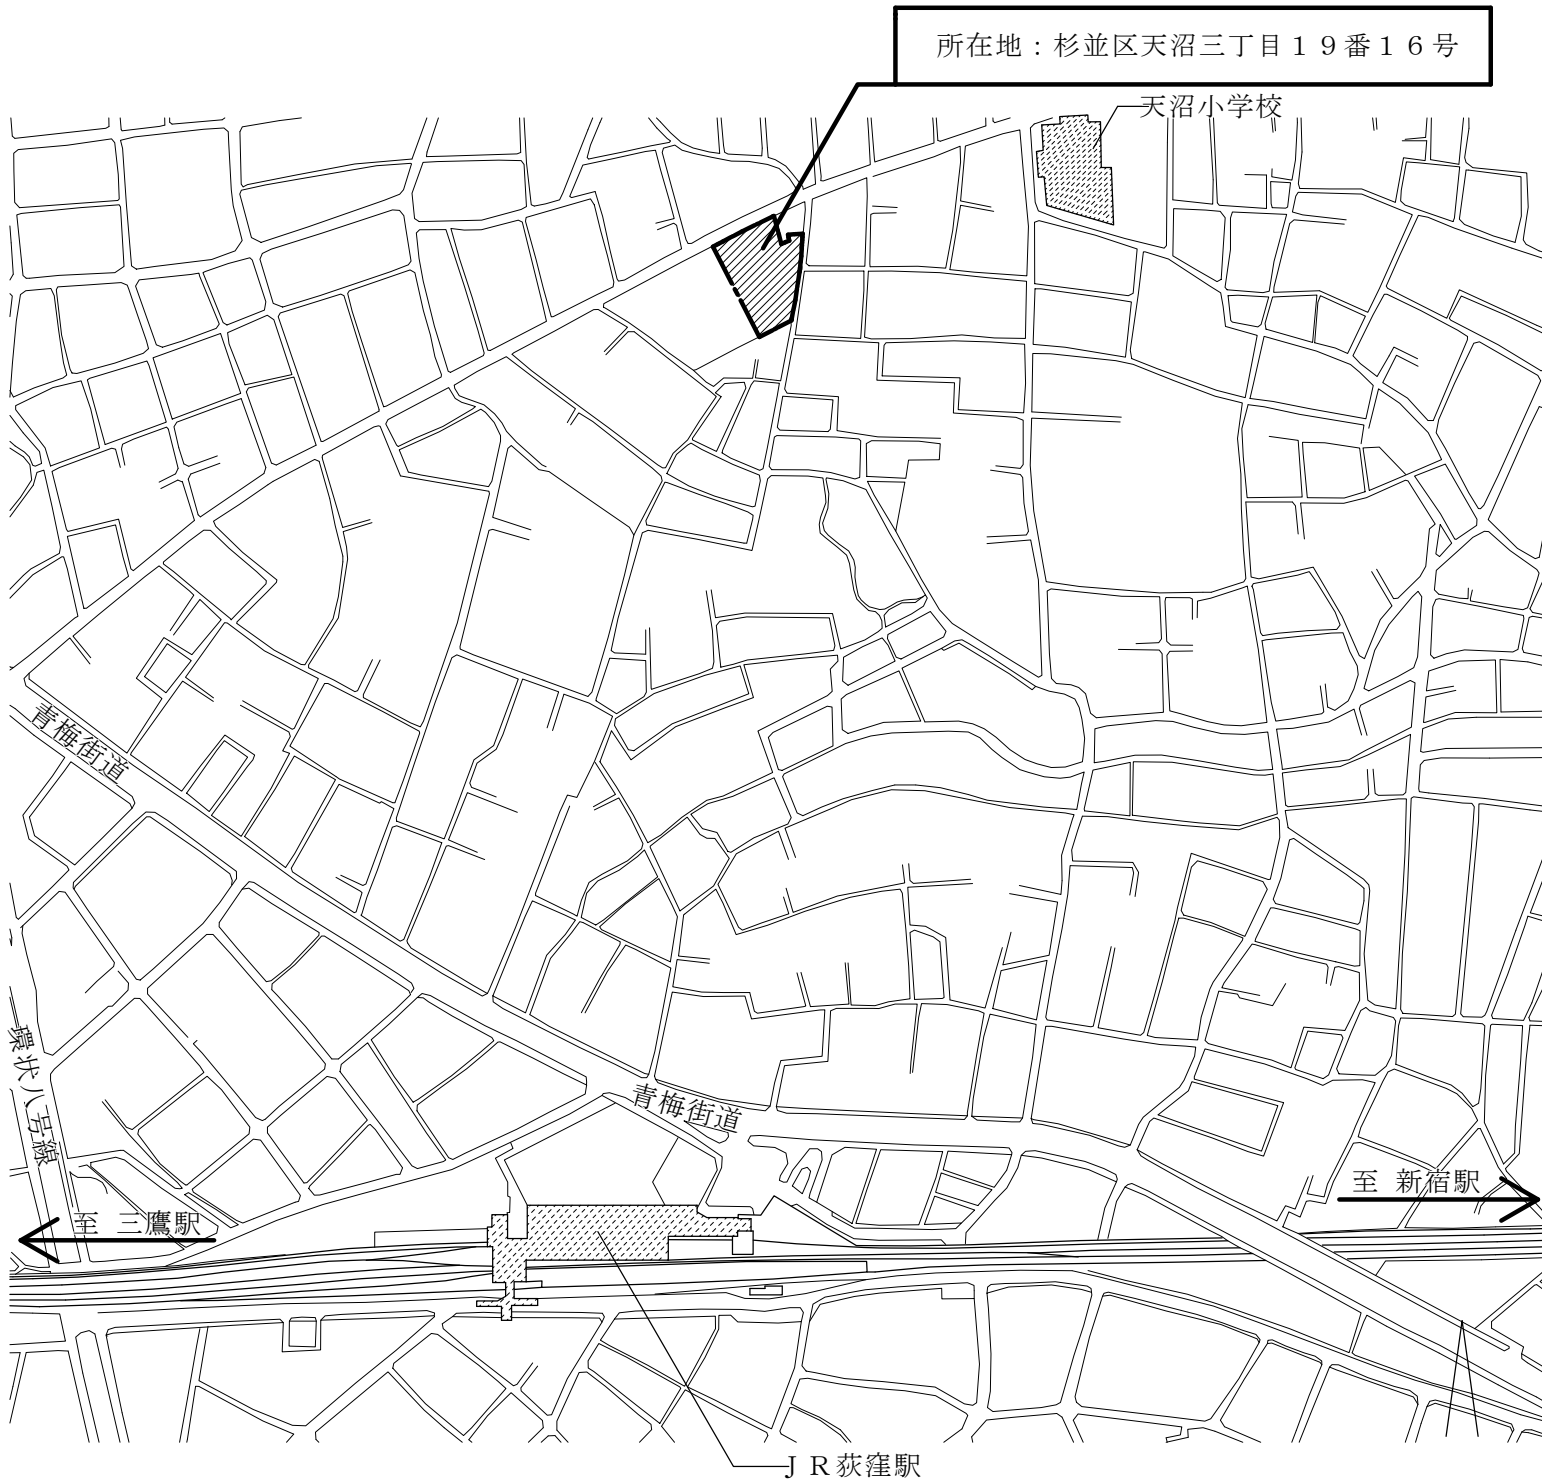 所在地：杉並区天沼三丁目１９番１６号
天沼小学校
青梅街道
環状八号線
青梅街道
至 新宿駅
至 三鷹駅
ＪＲ荻窪駅